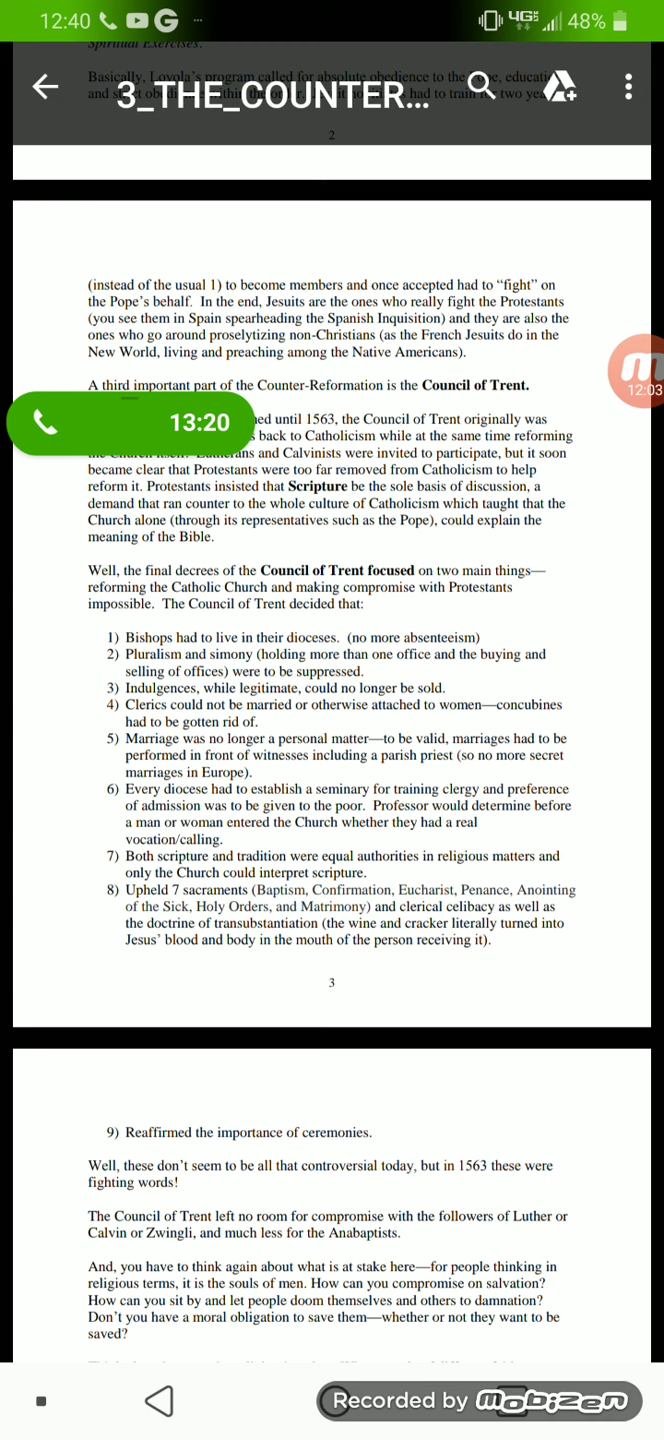 12:40 G ... 4GE 48%
Spiritual Exercises.
Basically, Loyola's program called for absolute obedience to the Pope, educati
3_THE_COUNTER...
and st ct obedi within the had to train f two ye
2
(instead of the usual 1) to become members and once accepted had to “fight” on
the Pope’s behalf. In the end, Jesuits are the ones who really fight the Protestants
(you see them in Spain spearheading the Spanish Inquisition) and they are also the
ones who go around proselytizing non-Christians (as the French Jesuits do in the
New World, living and preaching among the Native Americans).
12:03
A third important part of the Counter-Reformation is the Council of Trent.
13:20
ed until 1563, the Council of Trent originally was
back to Catholicism while at the same time reforming
and Calvinists were invited to participate, but it soon
became clear that Protestants were too far removed from Catholicism to help
reform it. Protestants insisted that Scripture be the sole basis of discussion, a
demand that ran counter to the whole culture of Catholicism which taught that the
Church alone (through its representatives such as the Pope), could explain the
meaning of the Bible.
Well, the final decrees of the Council of Trent focused on two main things—
reforming the Catholic Church and making compromise with Protestants
impossible. The Council of Trent decided that:
1) Bishops had to live in their dioceses. (no more absenteeism)
2) Pluralism and simony (holding more than one office and the buying and
selling of offices) were to be suppressed.
3) Indulgences, while legitimate, could no longer be sold.
4) Clerics could not be married or otherwise attached to women—concubines
had to be gotten rid of.
5) Marriage was no longer a personal matter—to be valid, marriages had to be
performed in front of witnesses including a parish priest (so no more secret
marriages in Europe).
6) Every diocese had to establish a seminary for training clergy and preference
of admission was to be given to the poor. Professor would determine before
a man or woman entered the Church whether they had a real
vocation/calling.
7) Both scripture and tradition were equal authorities in religious matters and
only the Church could interpret scripture.
8) Upheld 7 sacraments (Baptism, Confirmation, Eucharist, Penance, Anointing
of the Sick, Holy Orders, and Matrimony) and clerical celibacy as well as
the doctrine of transubstantiation (the wine and cracker literally turned into
Jesus’ blood and body in the mouth of the person receiving it).
3
9) Reaffirmed the importance of ceremonies.
Well, these don’t seem to be all that controversial today, but in 1563 these were
fighting words!
The Council of Trent left no room for compromise with the followers of Luther or
Calvin or Zwingli, and much less for the Anabaptists.
And, you have to think again about what is at stake here—for people thinking in
religious terms, it is the souls of men. How can you compromise on salvation?
How can you sit by and let people doom themselves and others to damnation?
Don’t you have a moral obligation to save them—whether or not they want to be
saved?
Recorded by mobizen